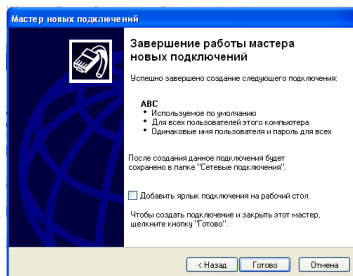 Мастер новых подключений
Завершение работы мастера
новых подключений
Успешно завершено создание следующего подключения:
ABC
• Используемое по умолчанию
• Для всех пользователей этого компьютера
• Одинаковые имя пользователя и пароль для всех
После создания данное подключение будет
сохранено в папке "Сетевые подключения".
Добавить ярлык подключения на рабочий стол
Чтобы создать подключение и закрыть этот мастер,
щелкните кнопку "Готово".
< Назад
Готово
Отмена